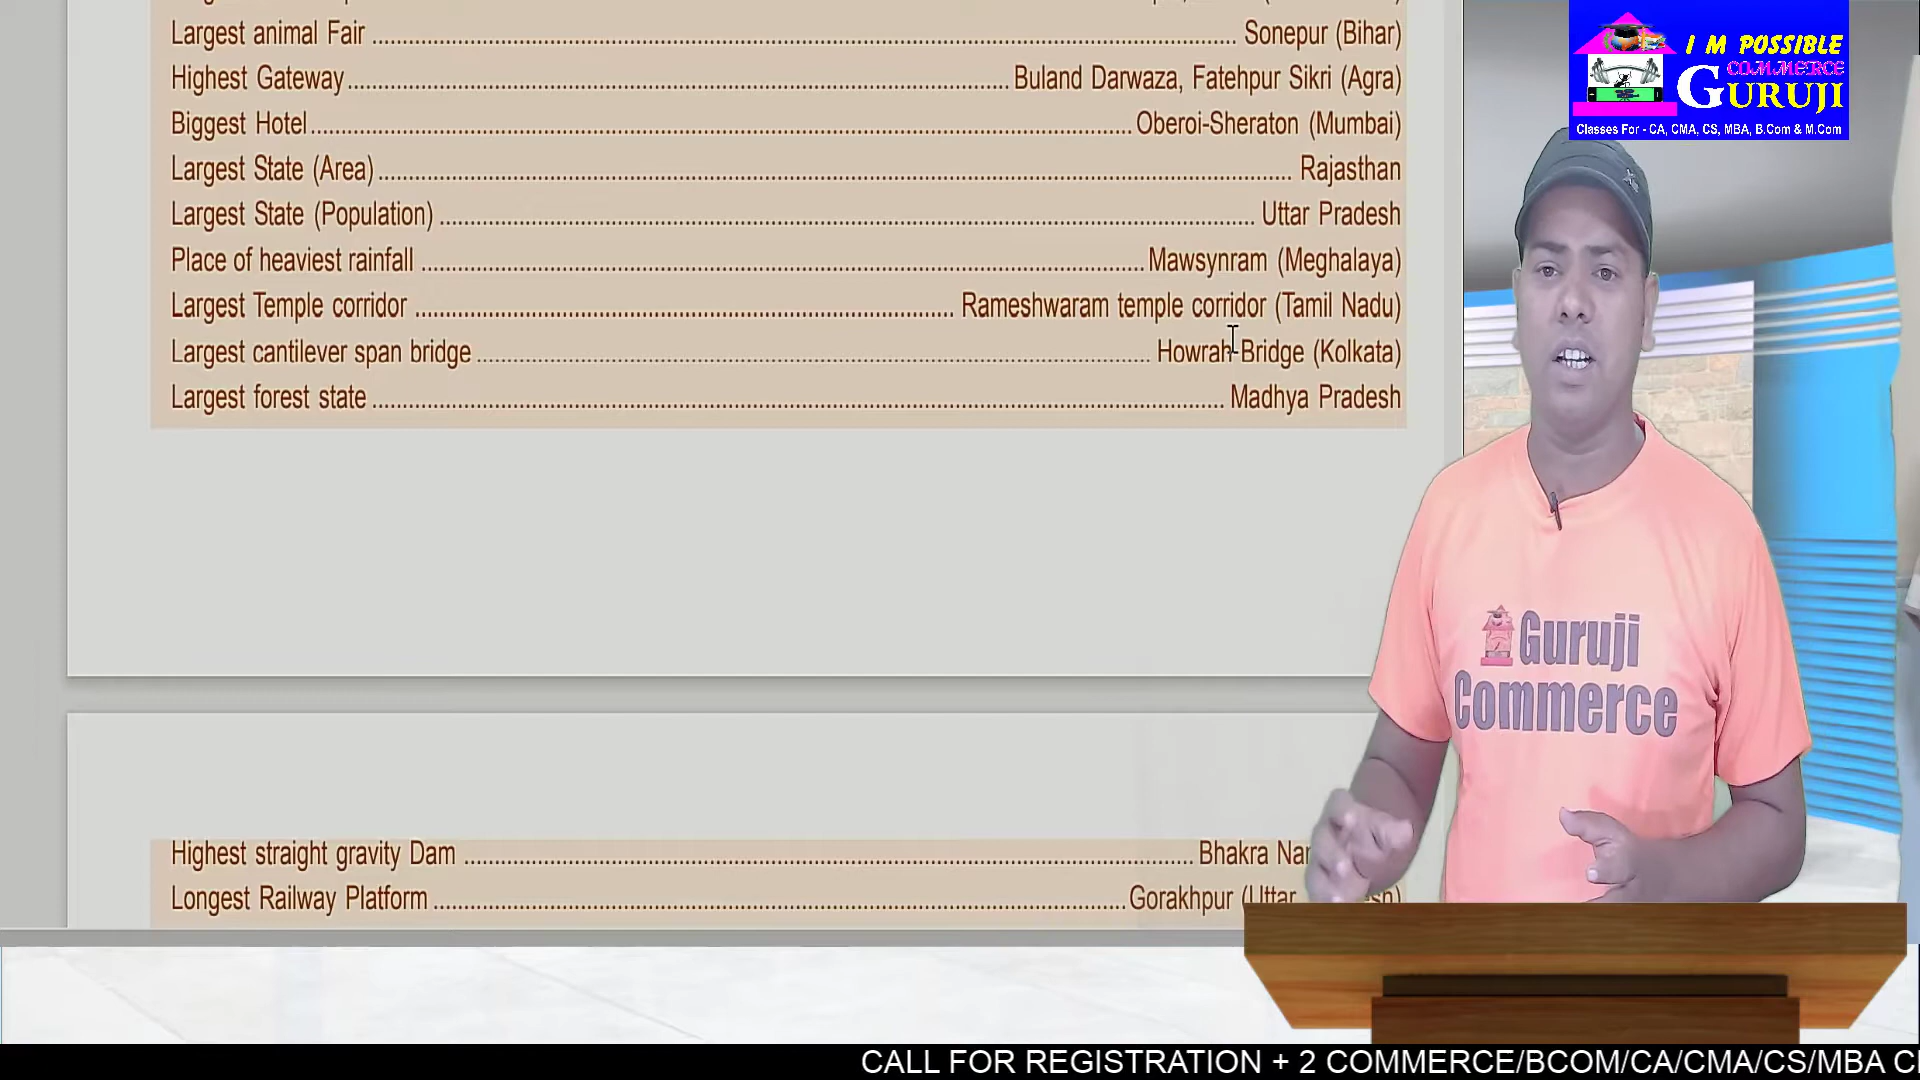 Largest animal Fair ........ Sonepur (Bihar)
Highest Gateway ........ Buland Darwaza, Fatehpur Sikri (Agra)
Biggest Hotel ........ Oberoi-Sheraton (Mumbai)
Largest State (Area) ........ Rajasthan
Largest State (Population) ........ Uttar Pradesh
Place of heaviest rainfall ........ Mawsynram (Meghalaya)
Largest Temple corridor ........ Rameshwaram temple corridor (Tamil Nadu)
Largest cantilever span bridge ........ Howrah Bridge (Kolkata)
Largest forest state ........ Madhya Pradesh
Highest straight gravity Dam ........ Bhakra
Longest Railway Platform ........ Gorakhpur (Uttar
I M POSSIBLE
COMMERCE
GURUJI
Classes For - CA, CMA, CS, MBA, B.Com & M.Com
Guruji
Commerce
CALL FOR REGISTRATION + 2 COMMERCE/BCOM/CA/CMA/CS/MBA